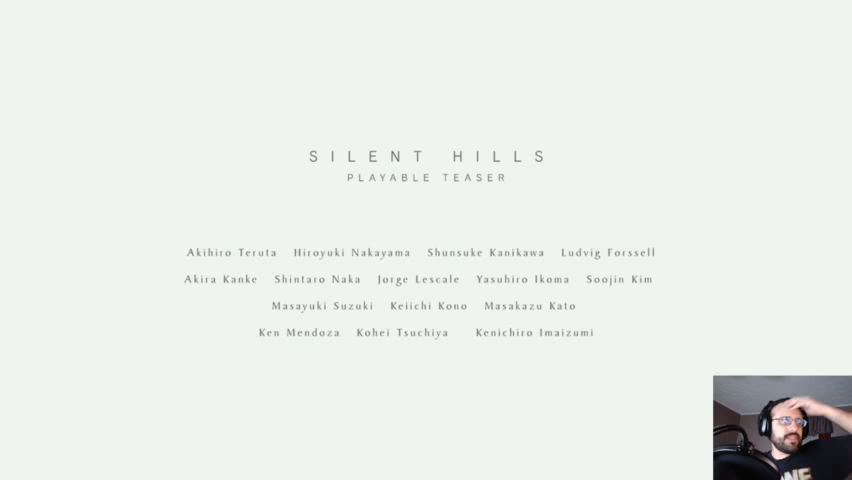 SILENT HILLS
PLAYABLE TEASER
Akihiro Teruta Hiroyuki Nakayama Shunsuke Kanikawa Ludvig Forssell
Akira Kanke Shintaro Naka Jorge Lescale Yasuhiro Ikoma Soojin Kim
Masayuki Suzuki Keiichi Kono Masakazu Kato
Ken Mendoza Kohei Tsuchiya Kenichiro Imaizumi